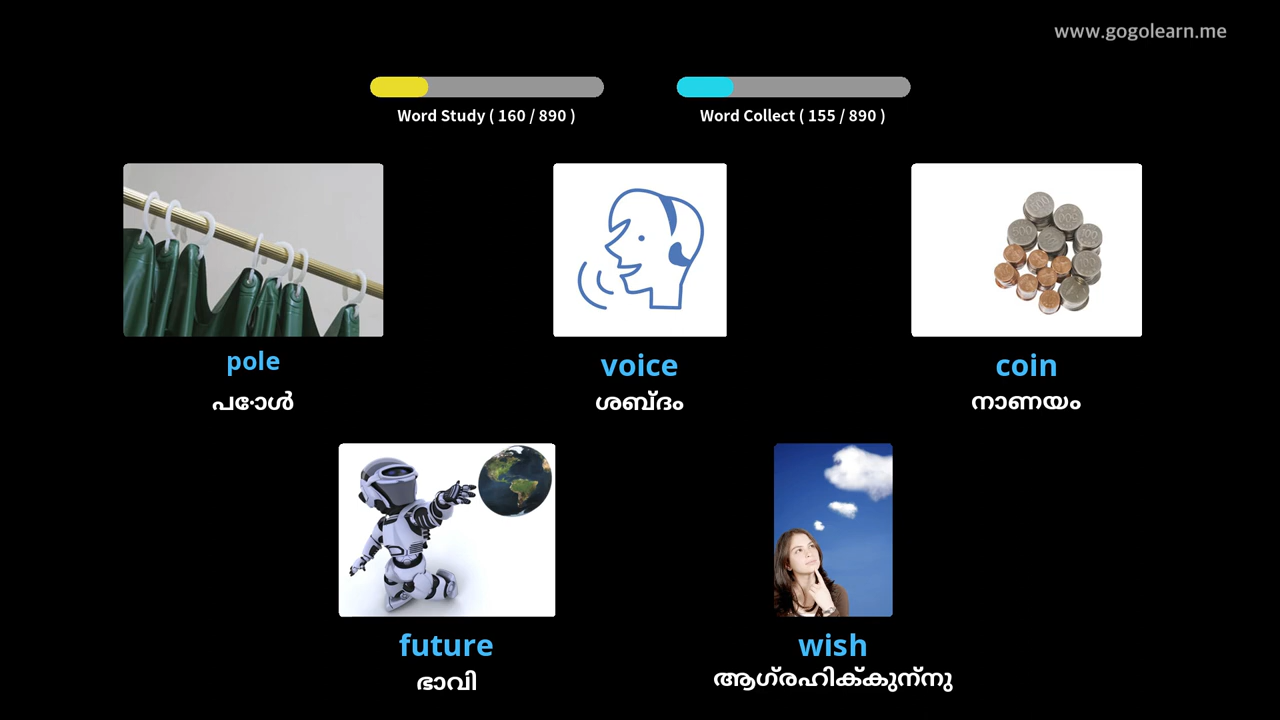 www.gogolearn.me
Word Study ( 160 / 890 )
Word Collect ( 155 / 890 )
pole
പോൾ
voice
ശബ്ദം
coin
നാണയം
future
ഭാവി
wish
ആഗ്രഹിക്കുന്നു